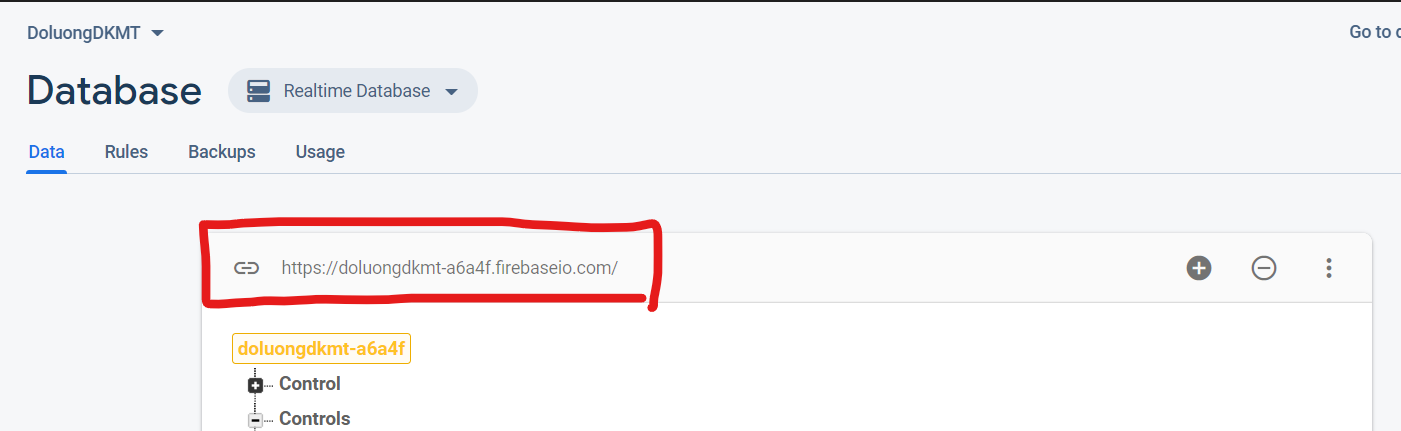 DoluongDKMT
Database
Realtime Database
Data Rules Backups Usage
https://doluongdkmt-a6a4f.firebaseio.com/
doluongdkmt-a6a4f
Control
Controls
Go to